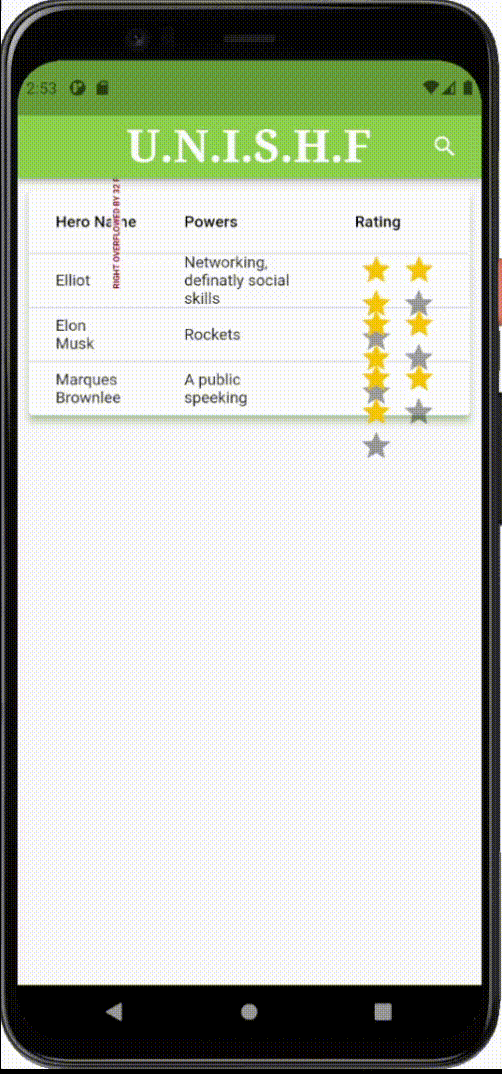 2:53
U.N.I.S.H.F
RIGHT OVERFLOWED BY 32 P
Hero Name Powers Rating
Elliot Networking,
definatly social
skills
Elon
Musk Rockets
Marques
Brownlee A public
speeking